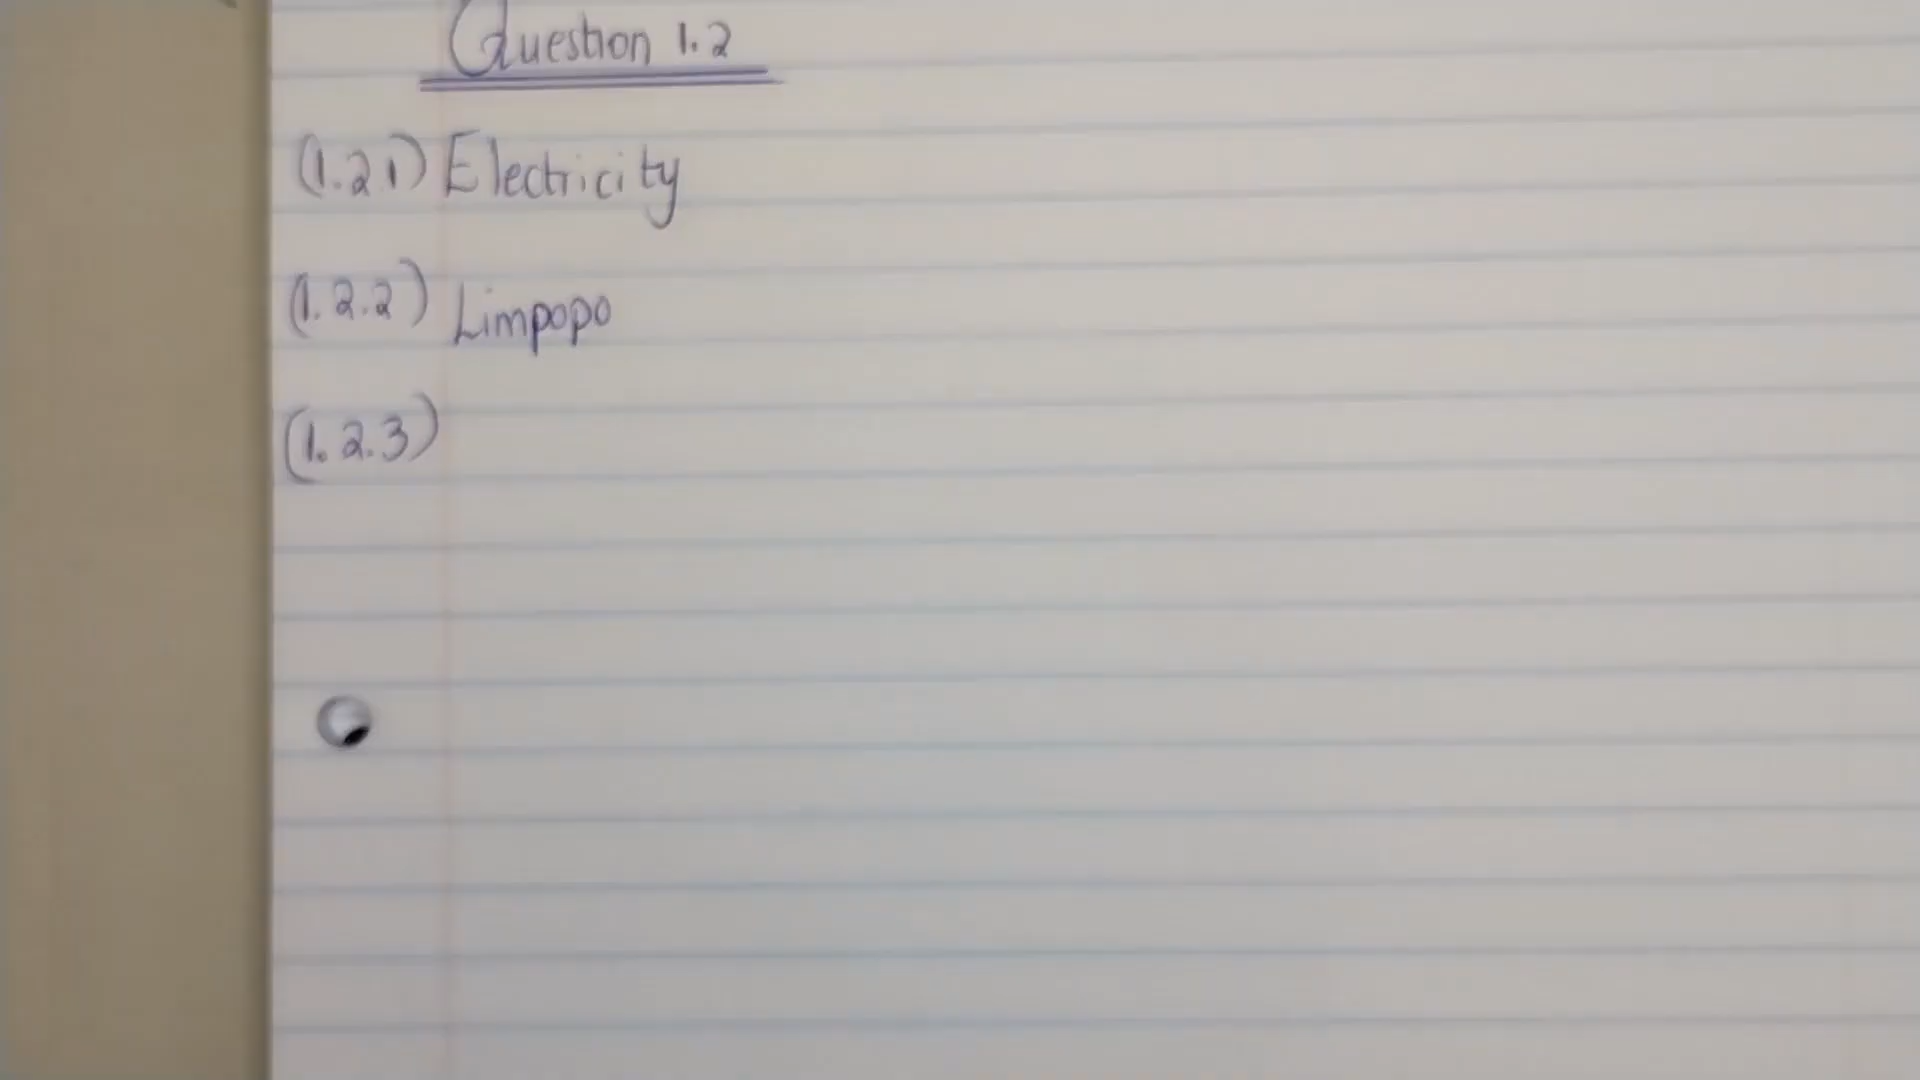 Question 1.2
(1.2 1) Electricity
(1.2.2) Limpopo
(1.2.3)